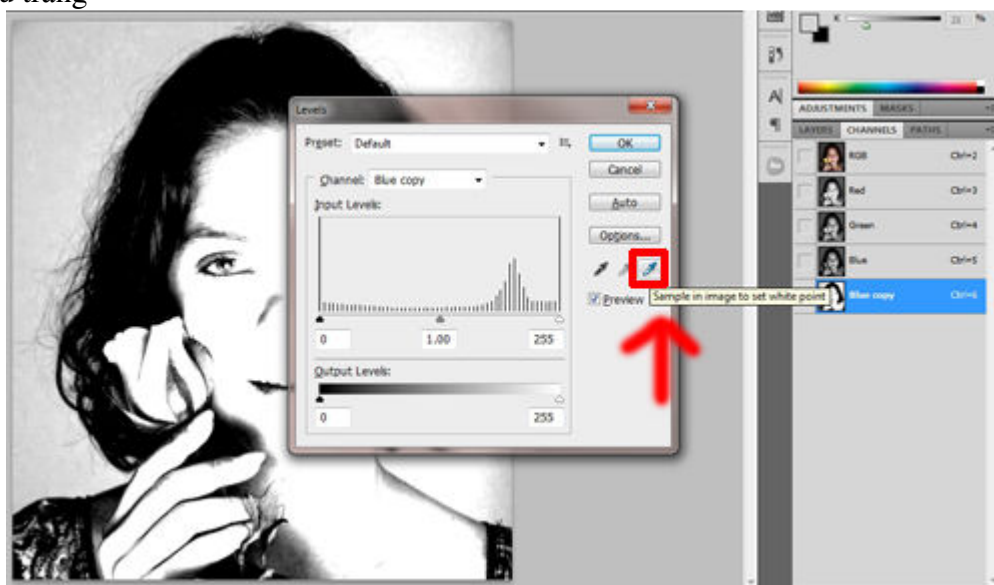 K 21 %
ADJUSTMENTS MASKS
LAYERS CHANNELS PATHS
RGB Ctrl+2
Red Ctrl+3
Green Ctrl+4
Blue Ctrl+5
Blue copy Ctrl+6
Levels
Preset: Default
OK
Cancel
Channel: Blue copy
Auto
Input Levels:
Options...
Preview
Sample in image to set white point
0 1.00 255
Output Levels:
0 255